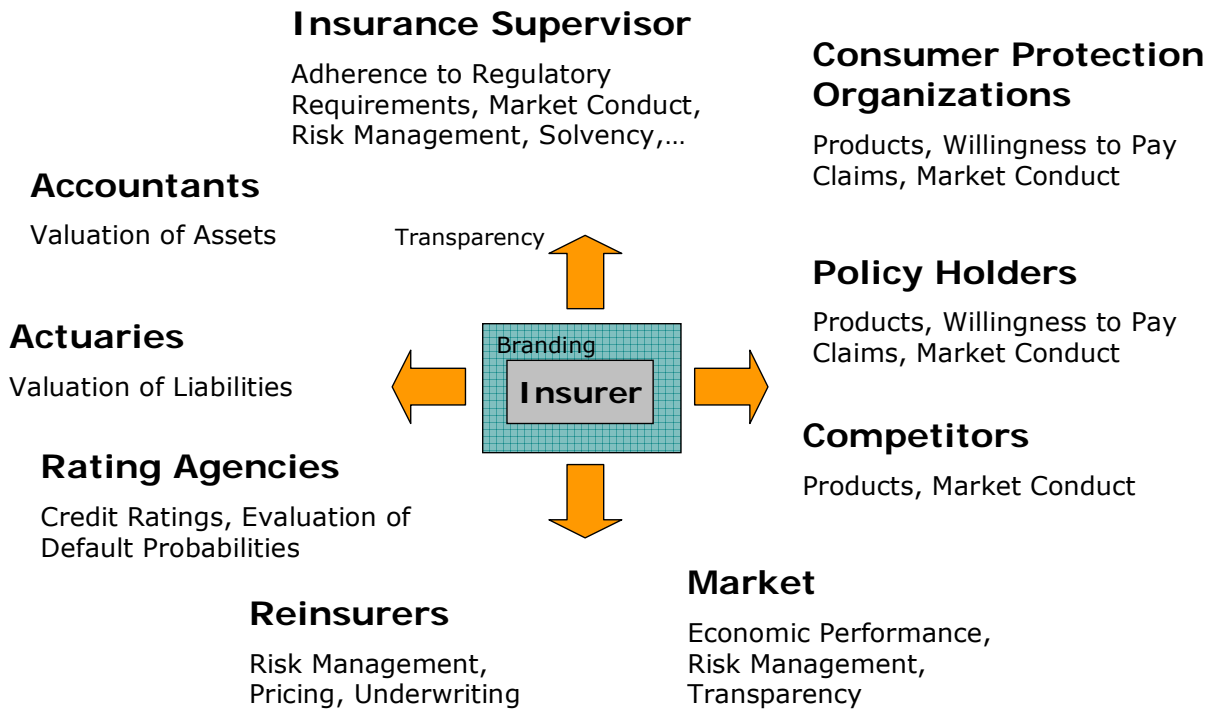 Insurance Supervisor
Adherence to Regulatory
Requirements, Market Conduct,
Risk Management, Solvency,…
Consumer Protection
Organizations
Products, Willingness to Pay
Claims, Market Conduct
Accountants
Valuation of Assets
Transparency
Policy Holders
Products, Willingness to Pay
Claims, Market Conduct
Actuaries
Valuation of Liabilities
Branding
Insurer
Competitors
Products, Market Conduct
Rating Agencies
Credit Ratings, Evaluation of
Default Probabilities
Market
Economic Performance,
Risk Management,
Transparency
Reinsurers
Risk Management,
Pricing, Underwriting